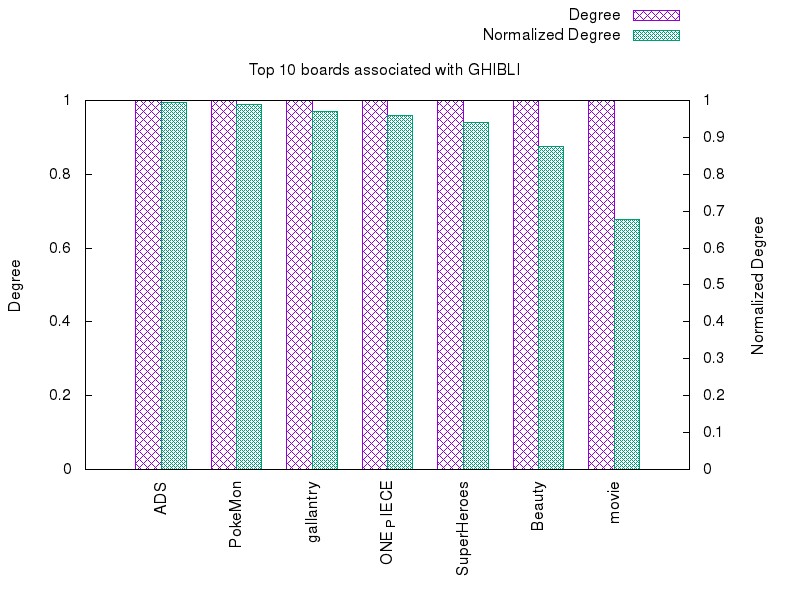 Degree
Normalized Degree
Top 10 boards associated with GHIBLI
1
0.8
0.6
0.4
0.2
0
Degree
1
0.9
0.8
0.7
0.6
0.5
0.4
0.3
0.2
0.1
0
Normalized Degree
ADS
PokeMon
gallantry
ONEPIECE
SuperHeroes
Beauty
movie